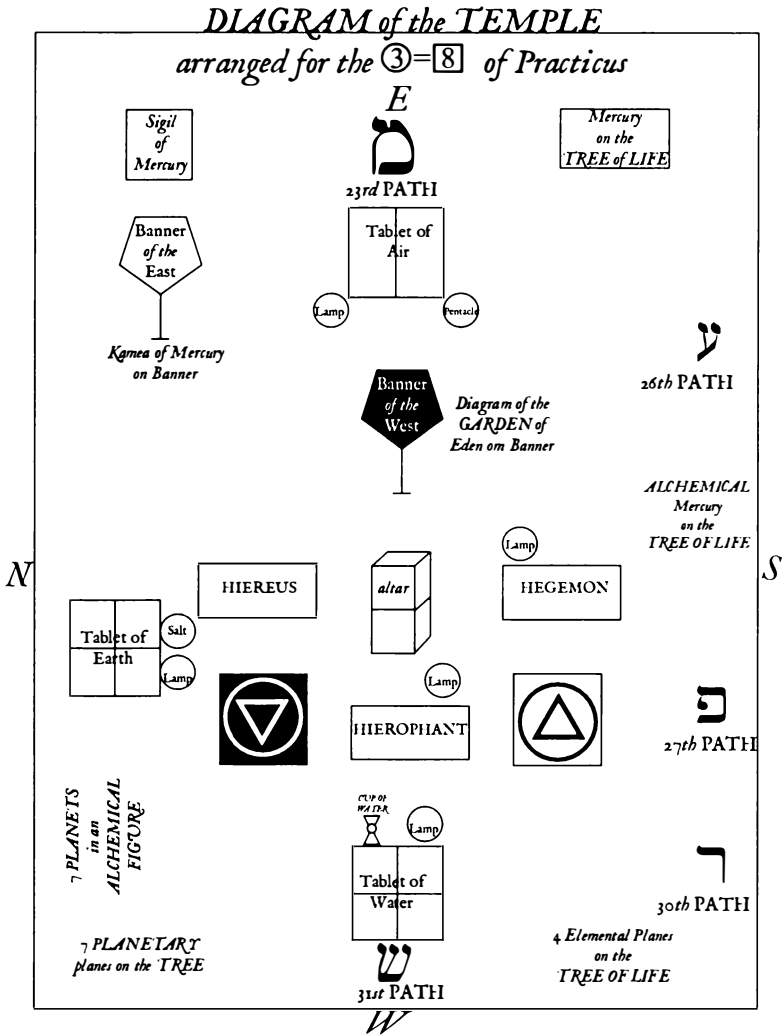 DIAGRAM of the TEMPLE
arranged for the ③=8 of Practicus
E
Sigil
of
Mercury
מ
23rd PATH
Mercury
on the
TREE of LIFE
Banner
of the
East
Kamea of Mercury
on Banner
Tablet of
Air
Lamp
Pentacle
ע
26th PATH
Banner
of the
West
Diagram of the
GARDEN of
Eden om Banner
ALCHEMICAL
Mercury
on the
TREE OF LIFE
N
S
HIEREUS
altar
Lamp
HEGEMON
Tablet of
Earth
Salt
Lamp
Lamp
HIEROPHANT
פ
27th PATH
7 PLANETS
in an
ALCHEMICAL
FIGURE
CUP OF
WATER
Lamp
Tablet of
Water
ר
30th PATH
7 PLANETARY
planes on the TREE
ש
31st PATH
4 Elemental Planes
on the
TREE OF LIFE
W